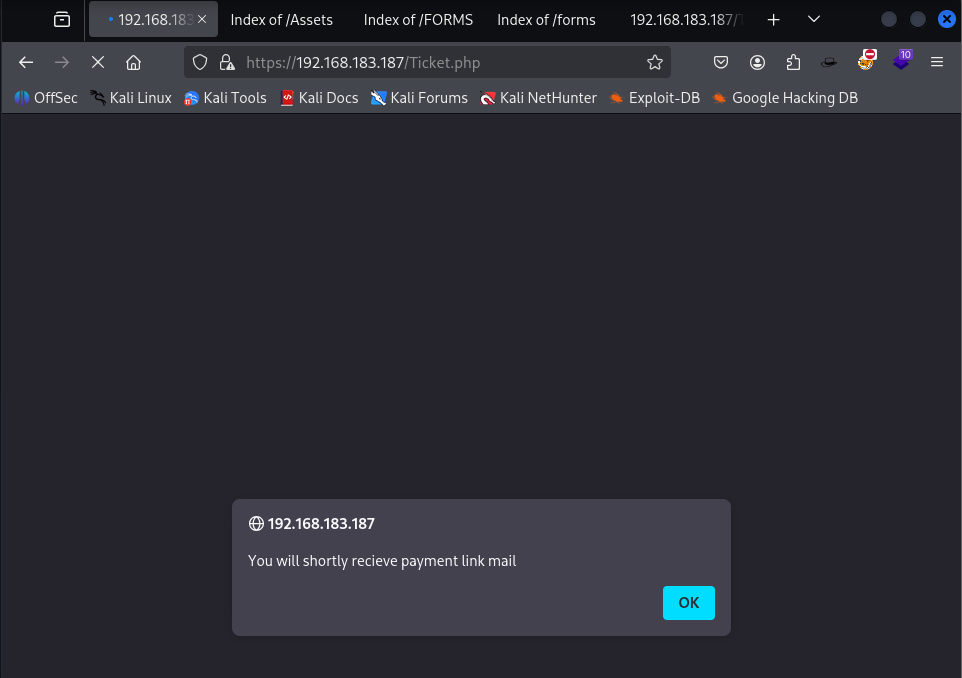 192.168.183
Index of /Assets
Index of /FORMS
Index of /forms
192.168.183.187/
https://192.168.183.187/Ticket.php
10
OffSec
Kali Linux
Kali Tools
Kali Docs
Kali Forums
Kali NetHunter
Exploit-DB
Google Hacking DB
192.168.183.187
You will shortly recieve payment link mail
OK